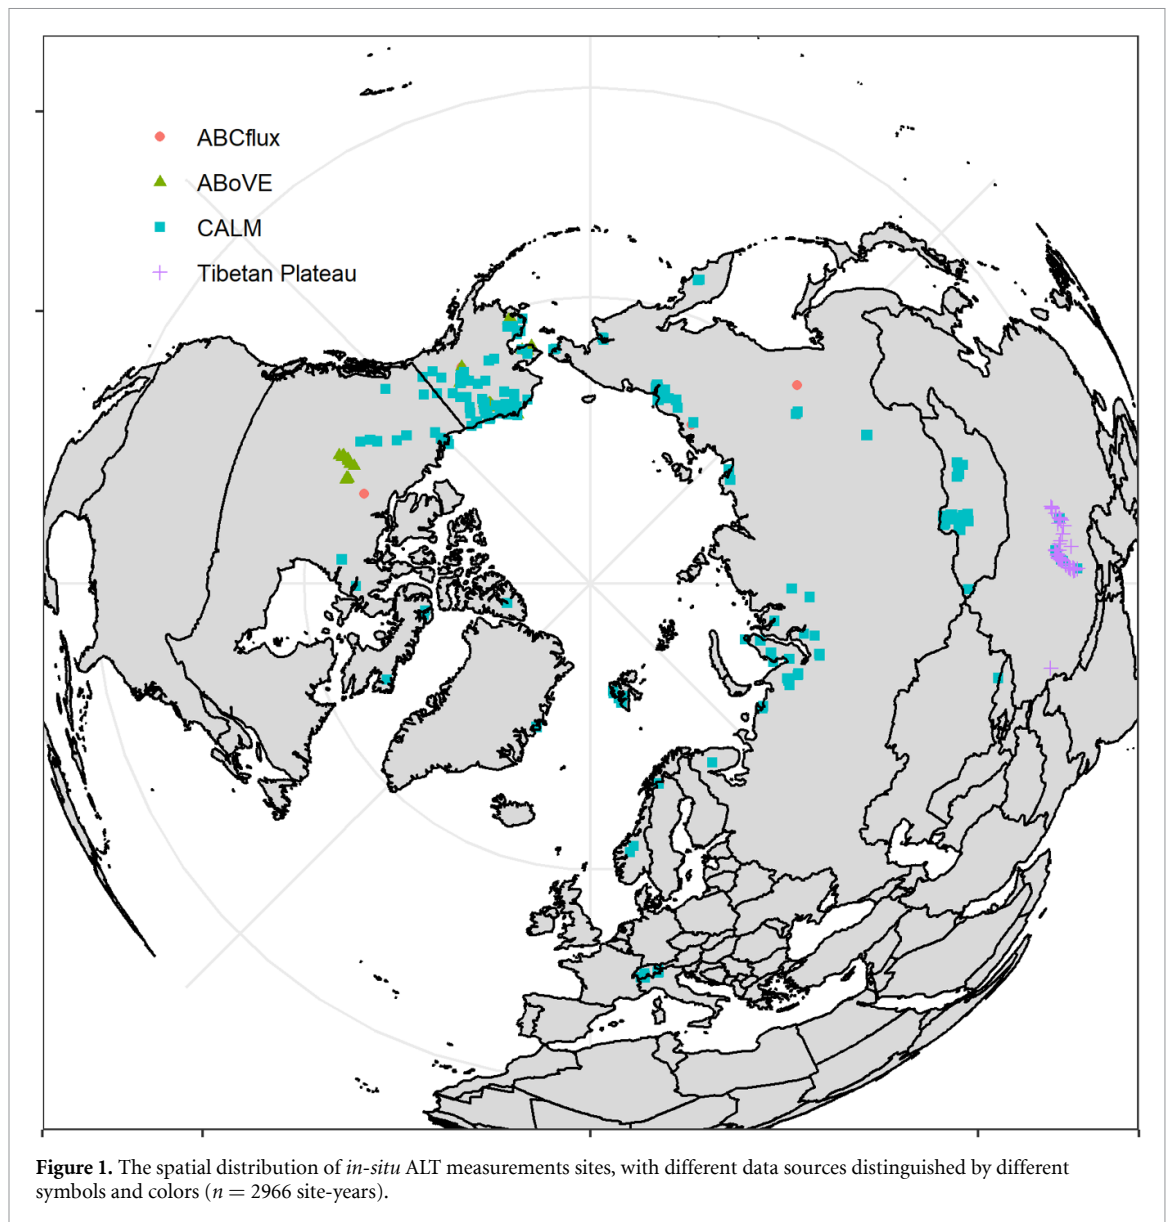 ABCflux
ABoVE
CALM
Tibetan Plateau
Figure 1. The spatial distribution of in-situ ALT measurements sites, with different data sources distinguished by different
symbols and colors (n = 2966 site-years).